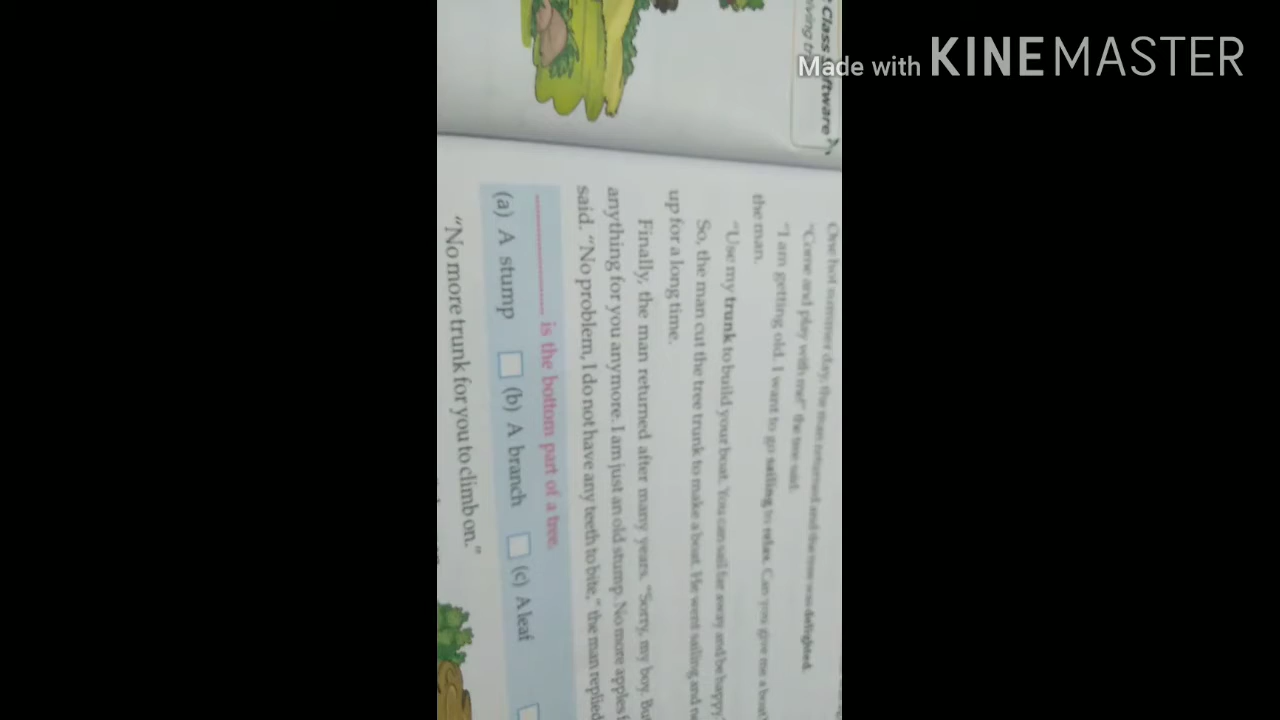 Made with KINEMASTER
Class Software
One hot summer day, the man returned and the tree was delighted.
"Come and play with me!" the tree said.
"I am getting old. I want to go sailing to relax. Can you give me a boat
the man.
"Use my trunk to build your boat. You can sail far away and be happy
So, the man cut the tree trunk to make a boat. He went sailing and
up for a long time.
Finally, the man returned after many years. "Sorry, my boy. But
anything for you anymore. I am just an old stump. No more apples
said. "No problem, I do not have any teeth to bite," the man replied
____________ is the bottom part of a tree.
(a) A stump (b) A branch (c) A leaf
"No more trunk for you to climb on."